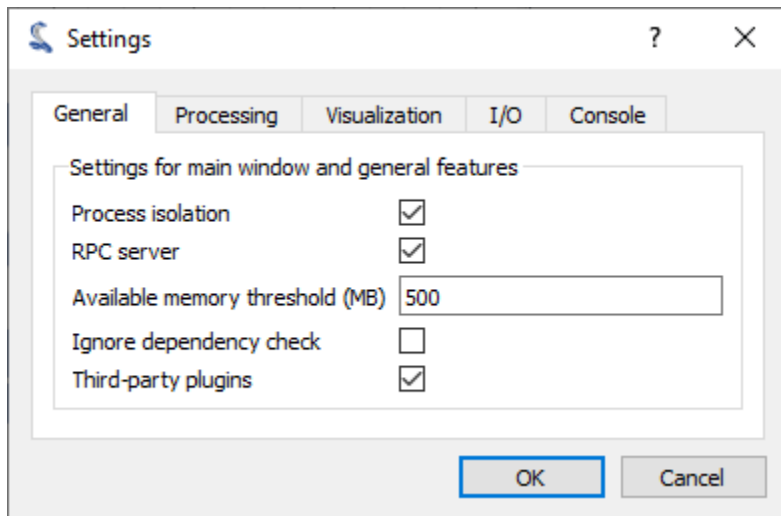 Settings ?
General Processing Visualization I/O Console
Settings for main window and general features
Process isolation
RPC server
Available memory threshold (MB) 500
Ignore dependency check
Third-party plugins
OK Cancel